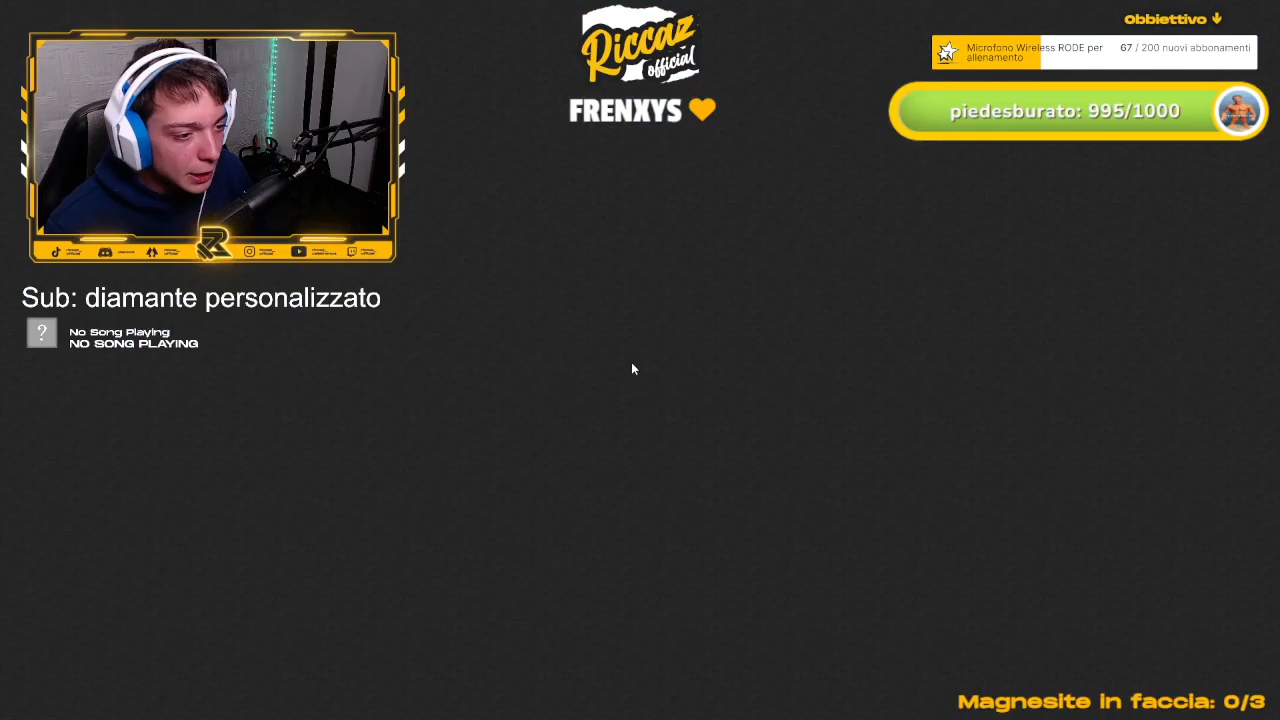 Riccaz
official
FRENXYS
Obbiettivo
Microfono Wireless RODE per
allenamento
67 / 200 nuovi abbonamenti
piedesburato: 995/1000
Sub: diamante personalizzato
?
No Song Playing
NO SONG PLAYING
Magnesite in faccia: 0/3